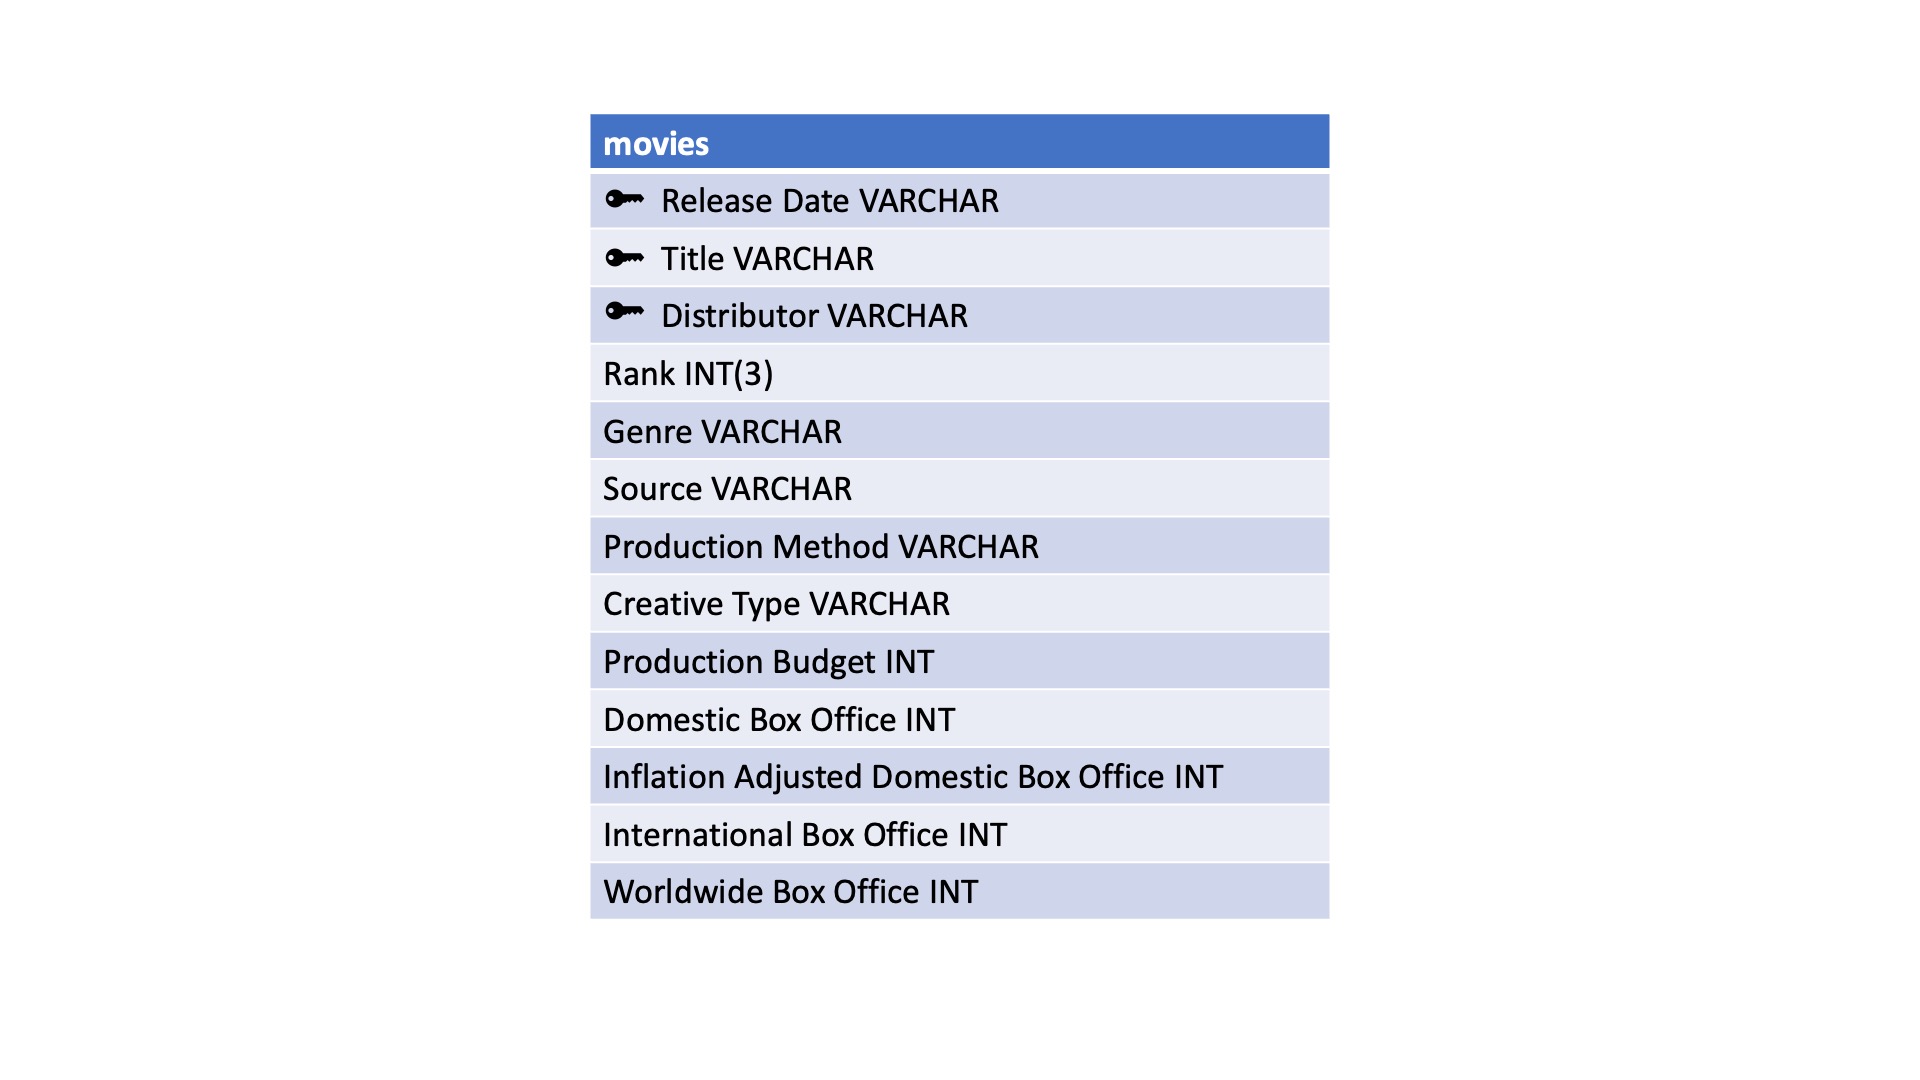 movies
Release Date VARCHAR
Title VARCHAR
Distributor VARCHAR
Rank INT(3)
Genre VARCHAR
Source VARCHAR
Production Method VARCHAR
Creative Type VARCHAR
Production Budget INT
Domestic Box Office INT
Inflation Adjusted Domestic Box Office INT
International Box Office INT
Worldwide Box Office INT